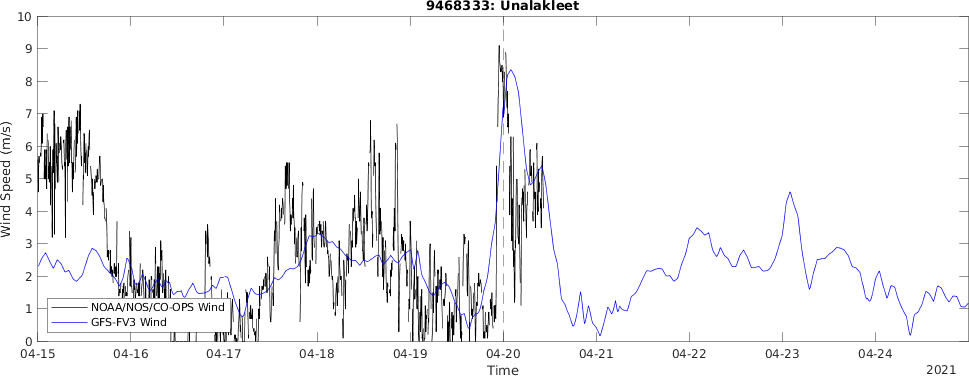 9468333: Unalakleet
10
9
8
7
6
5
4
3
2
1
0
Wind Speed (m/s)
NOAA/NOS/CO-OPS Wind
GFS-FV3 Wind
04-15 04-16 04-17 04-18 04-19 04-20 04-21 04-22 04-23 04-24
Time
2021